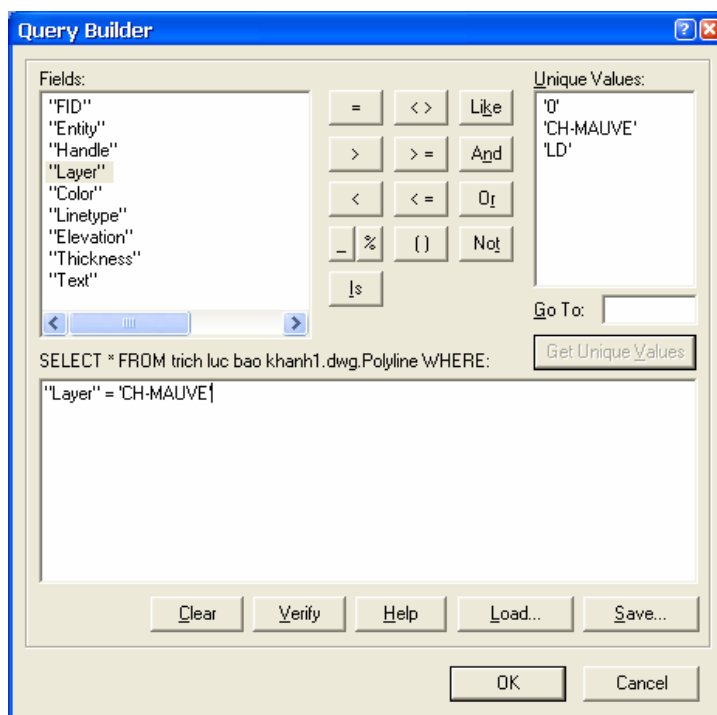 Query Builder
Fields:
"FID"
"Entity"
"Handle"
"Layer"
"Color"
"Linetype"
"Elevation"
"Thickness"
"Text"
= < > Like
> > = And
< < = Or
_ % ( ) Not
Is
Unique Values:
'0'
'CH-MAUVE'
'LD'
Go To:
Get Unique Values
SELECT * FROM trich luc bao khanh1.dwg.Polyline WHERE:
"Layer" = 'CH-MAUVE'
Clear Verify Help Load... Save...
OK Cancel